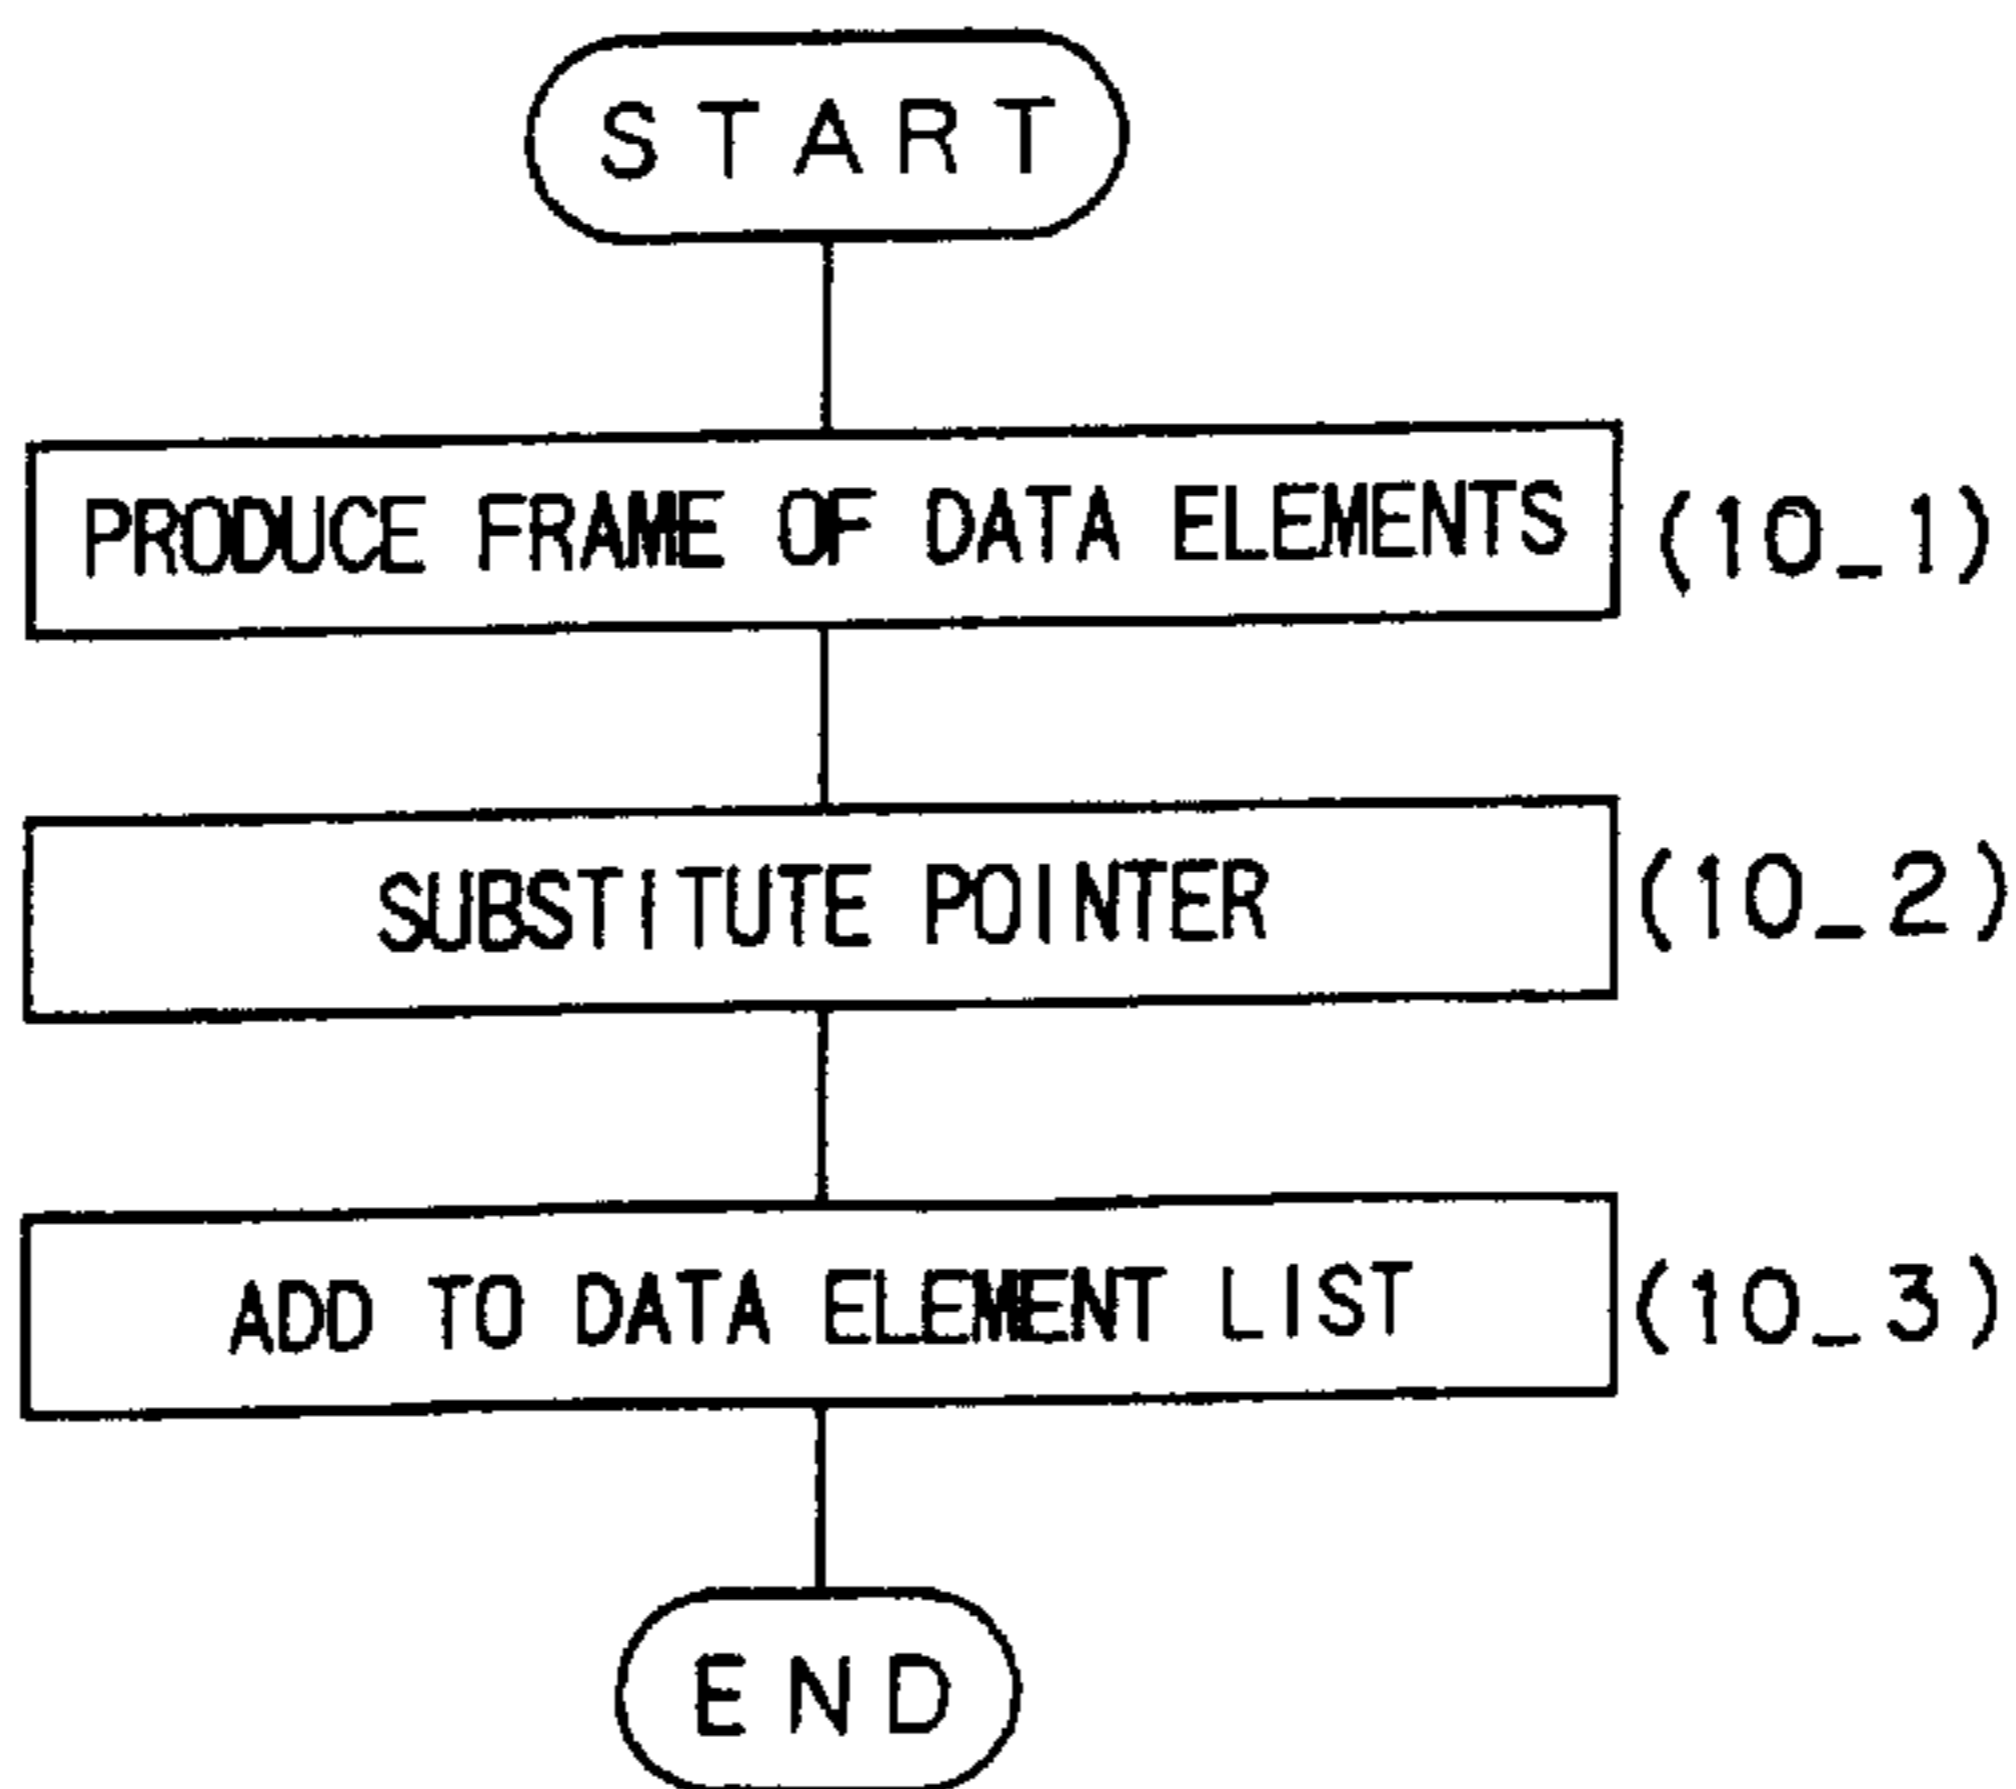 START
PRODUCE FRAME OF DATA ELEMENTS (10_1)
SUBSTITUTE POINTER (10_2)
ADD TO DATA ELEMENT LIST (10_3)
END